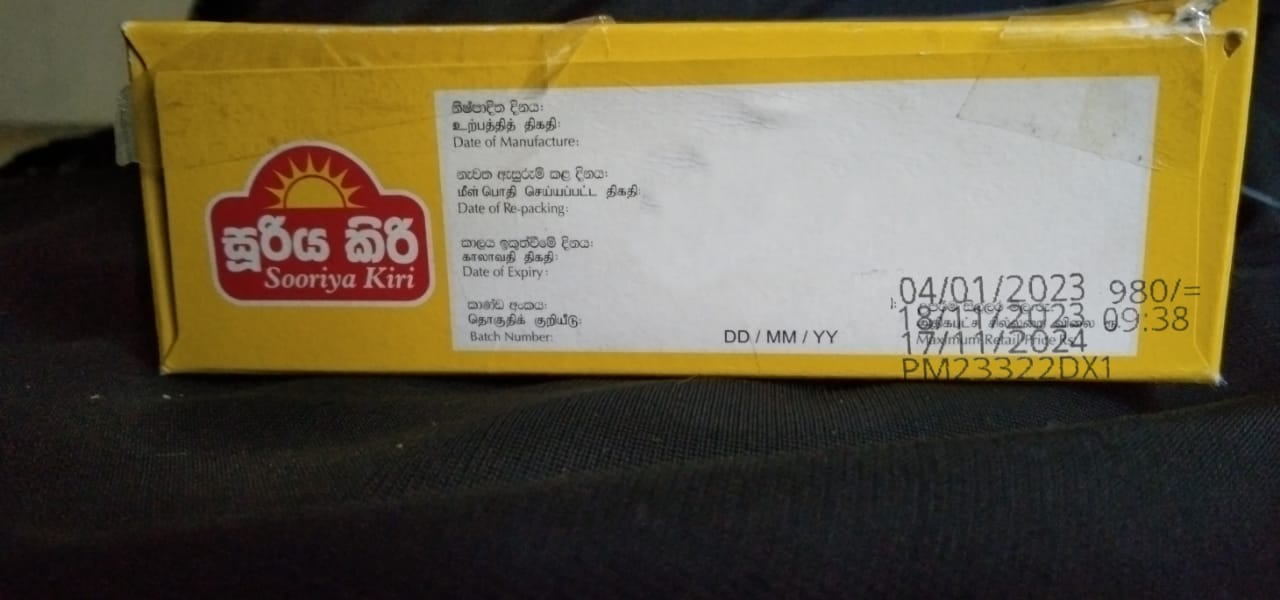 සූරිය කිරි
Sooriya Kiri
නිෂ්පාදිත දිනය:
உற்பத்தித் திகதி:
Date of Manufacture:
නැවත ඇසුරුම් කළ දිනය:
மீள் பொதி செய்யப்பட்ட திகதி:
Date of Re-packing:
කාලය ඉකුත්වීමේ දිනය:
காலாவதி திகதி:
Date of Expiry:
කාණ්ඩ අංකය:
தொகுதிக் குறியீடு:
Batch Number:
DD / MM / YY
04/01/2023 980/=
18/11/2023 09:38
17/11/2024
Maximum Retail Price Rs.
PM23322DX1